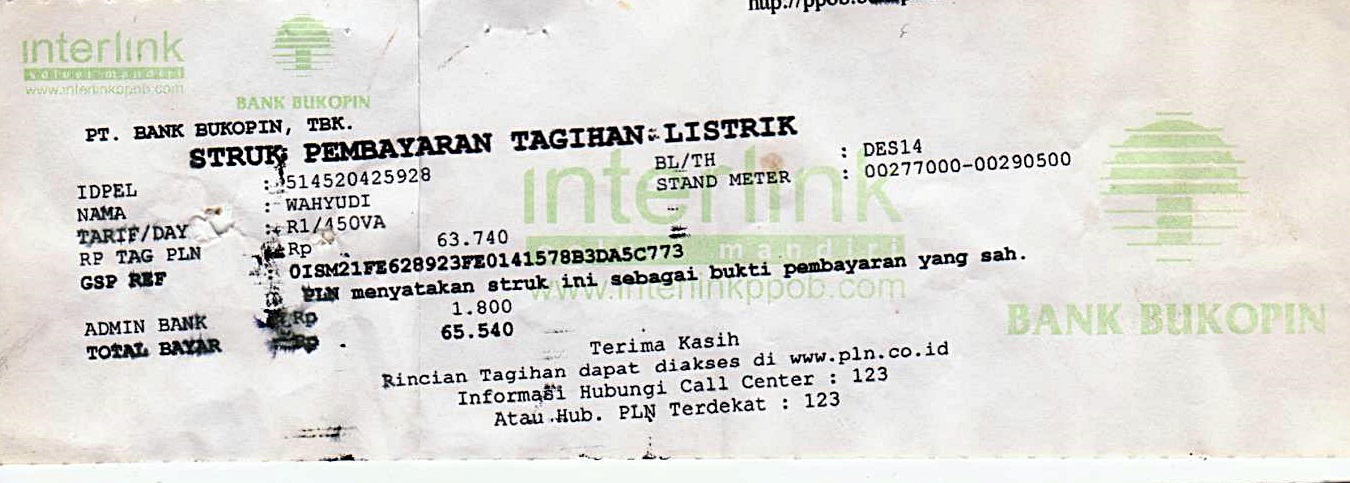 http://ppob.
interlink
solusi mandiri
www.interlinkppob.com
BANK BUKOPIN
PT. BANK BUKOPIN, TBK.
STRUK PEMBAYARAN TAGIHAN LISTRIK
IDPEL : 514520425928 BL/TH : DES14
NAMA : WAHYUDI STAND METER : 00277000-00290500
TARIF/DAY : R1/450VA
RP TAG PLN : Rp 63.740
GSP REF : 0ISM21FE628923FE0141578B3DA5C773
PLN menyatakan struk ini sebagai bukti pembayaran yang sah.
ADMIN BANK : Rp 1.800
TOTAL BAYAR : Rp 65.540
Terima Kasih
Rincian Tagihan dapat diakses di www.pln.co.id
Informasi Hubungi Call Center : 123
Atau Hub. PLN Terdekat : 123
interlink
mandiri
www.interlinkppob.com
BANK BUKOPIN